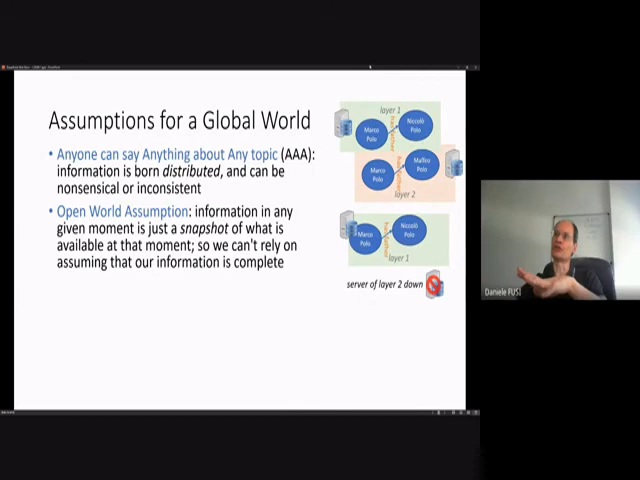 Assumptions for a Global World
• Anyone can say Anything about Any topic (AAA):
information is born distributed, and can be
nonsensical or inconsistent
• Open World Assumption: information in any
given moment is just a snapshot of what is
available at that moment; so we can't rely on
assuming that our information is complete
layer 1
Marco
Polo
Niccolò
Polo
Marco
Polo
Maffeo
Polo
layer 2
Marco
Polo
Niccolò
Polo
layer 1
server of layer 2 down
Daniele FUSI